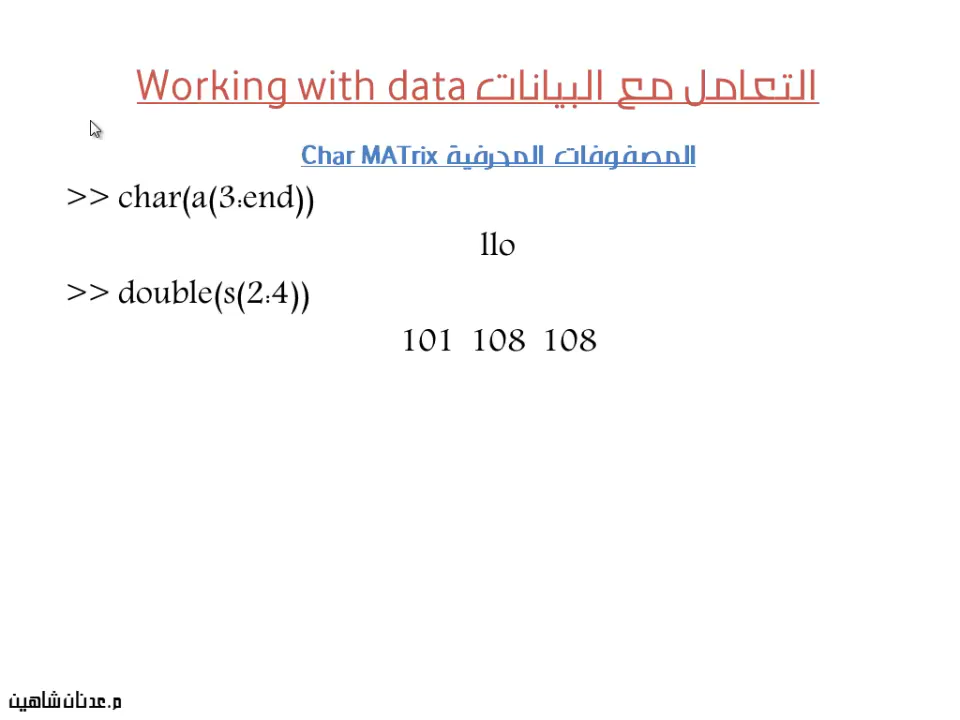 التعامل مع البيانات Working with data
المصفوفات المحرفية Char MATrix
>> char(a(3:end))
llo
>> double(s(2:4))
101 108 108
م.عدنان شاهين